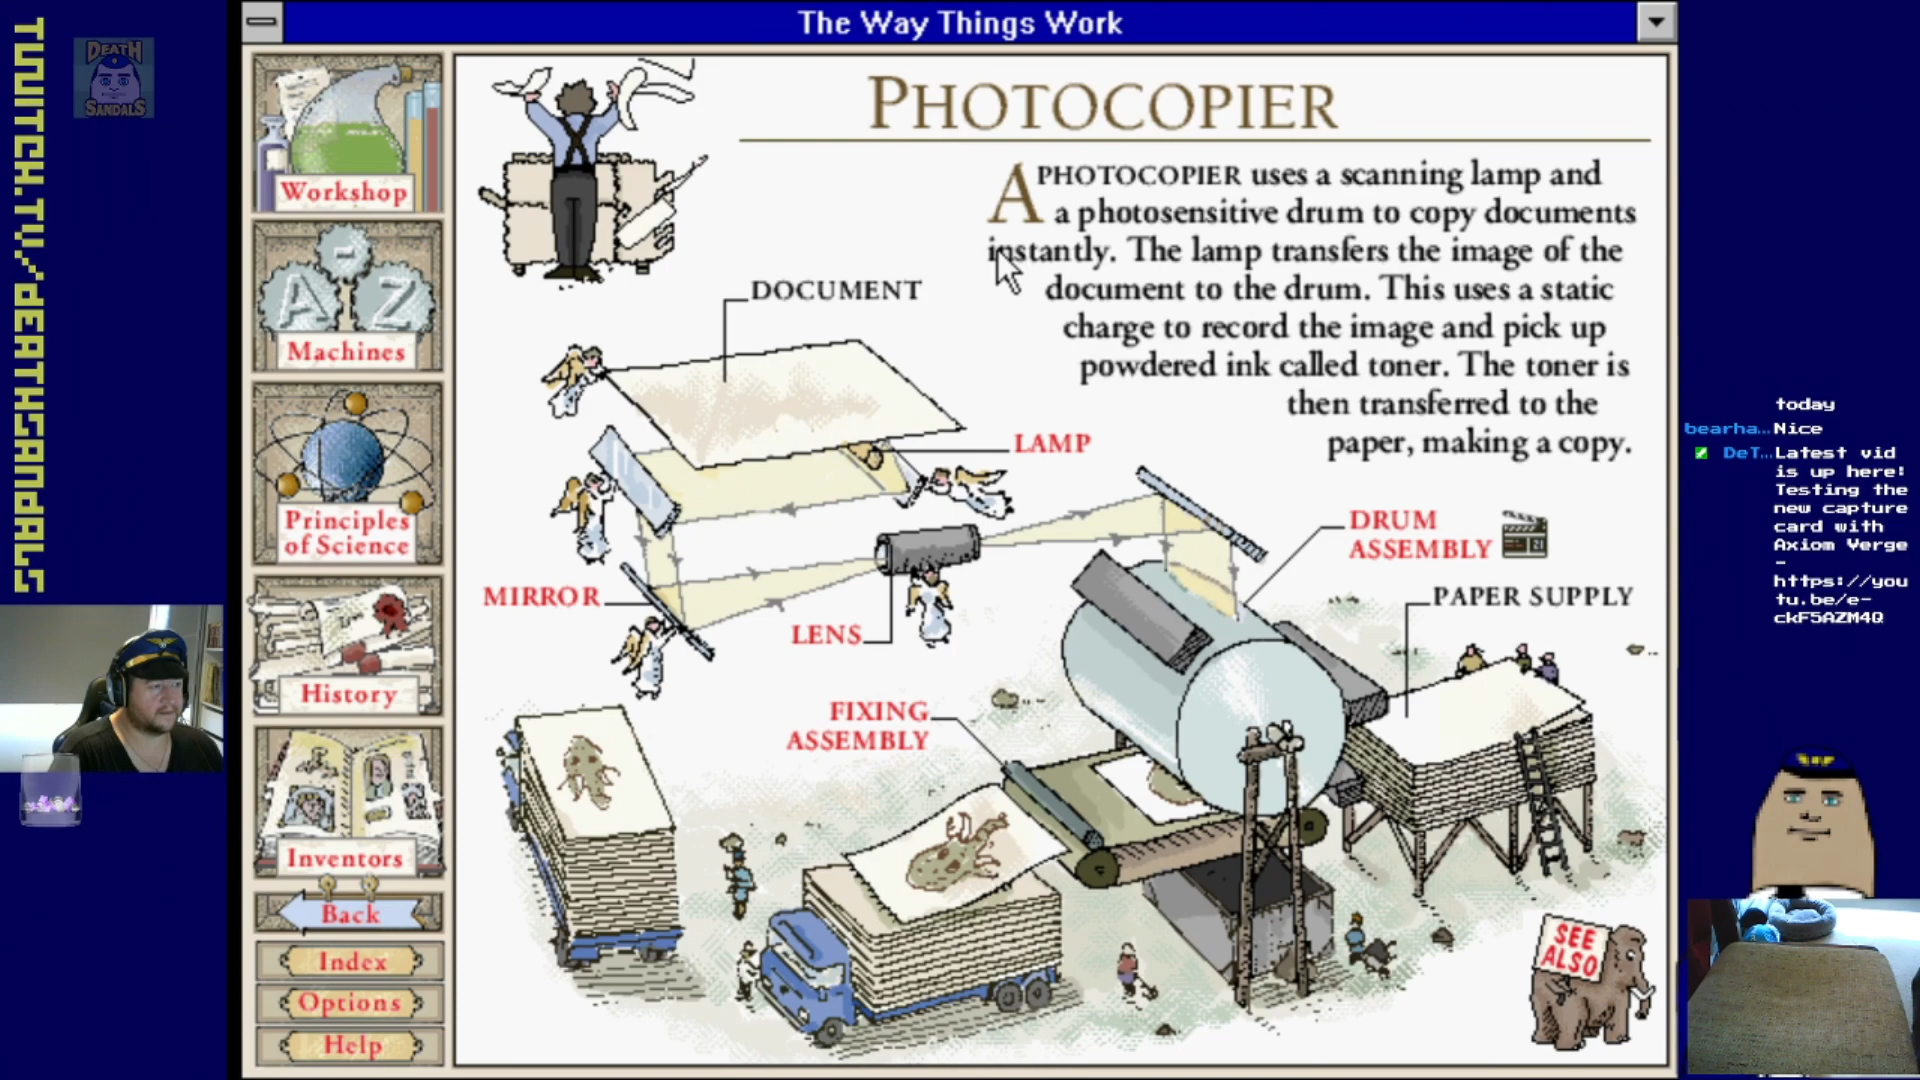 TWITCH.TV/DEATHSANDALS
DEATH
SANDALS
The Way Things Work
Workshop
A - Z
Machines
Principles
of Science
History
Inventors
Back
Index
Options
Help
PHOTOCOPIER
A PHOTOCOPIER uses a scanning lamp and
a photosensitive drum to copy documents
instantly. The lamp transfers the image of the
document to the drum. This uses a static
charge to record the image and pick up
powdered ink called toner. The toner is
then transferred to the
paper, making a copy.
DOCUMENT
LAMP
MIRROR
LENS
DRUM
ASSEMBLY
PAPER SUPPLY
FIXING
ASSEMBLY
SEE
ALSO
today
bearha... Nice
DeT... Latest vid
is up here!
Testing the
new capture
card with
Axiom Verge
-
https://you
tu.be/e-
ckF5AZM4Q